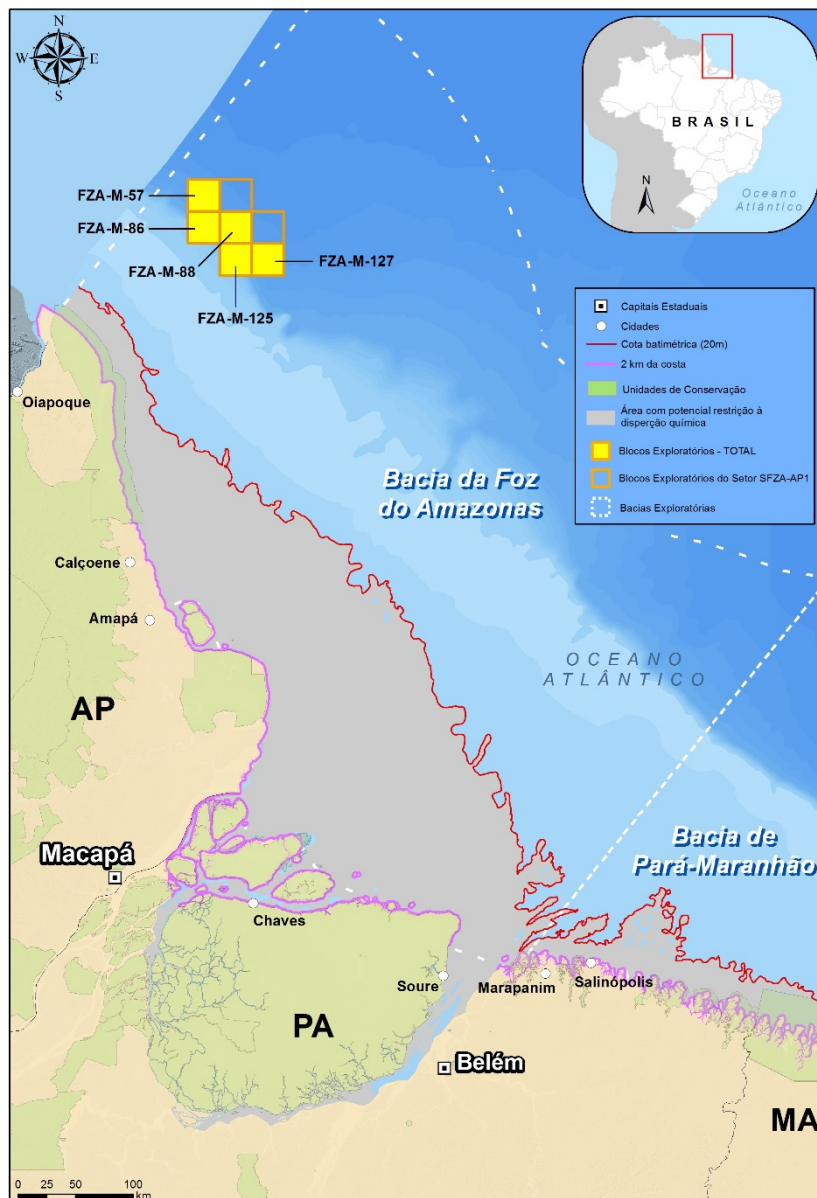 N
W
E
S
BRASIL
N
Oceano
Atlântico
FZA-M-57
FZA-M-86
FZA-M-88
FZA-M-127
FZA-M-125
Capitais Estaduais
Cidades
Cota batimétrica (20m)
2 km da costa
Unidades de Conservação
Área com potencial restrição à
disperção química
Blocos Exploratórios - TOTAL
Blocos Exploratórios do Setor SFZA-AP1
Bacias Exploratórias
Oiapoque
Bacia da Foz
do Amazonas
Calçoene
Amapá
OCEANO
ATLÂNTICO
AP
Bacia de
Pará-Maranhão
Macapá
Chaves
Soure
Marapanim
Salinópolis
PA
Belém
MA
0 25 50 100
km